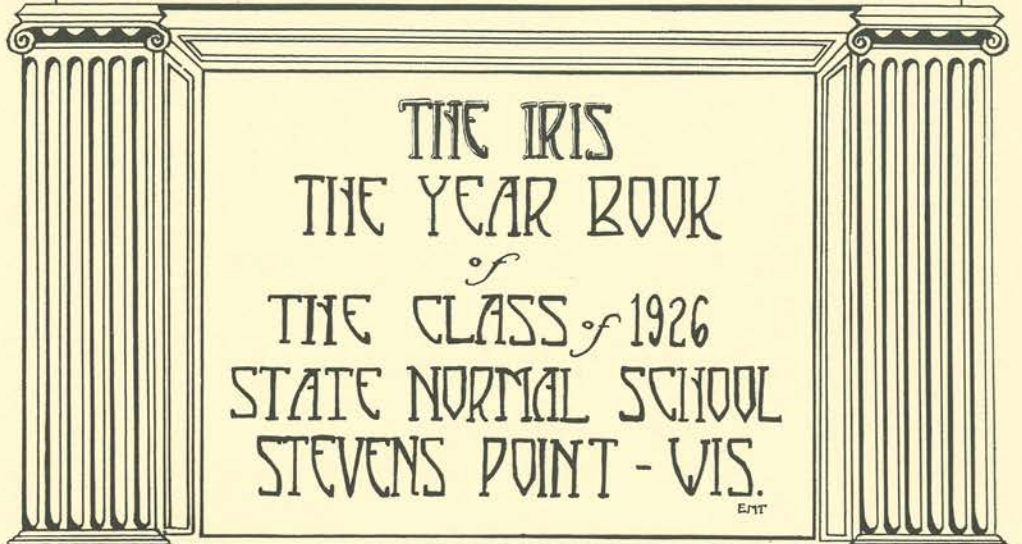 THE IRIS
THE YEAR BOOK
of
THE CLASS of 1926
STATE NORMAL SCHOOL
STEVENS POINT - WIS.
EMT